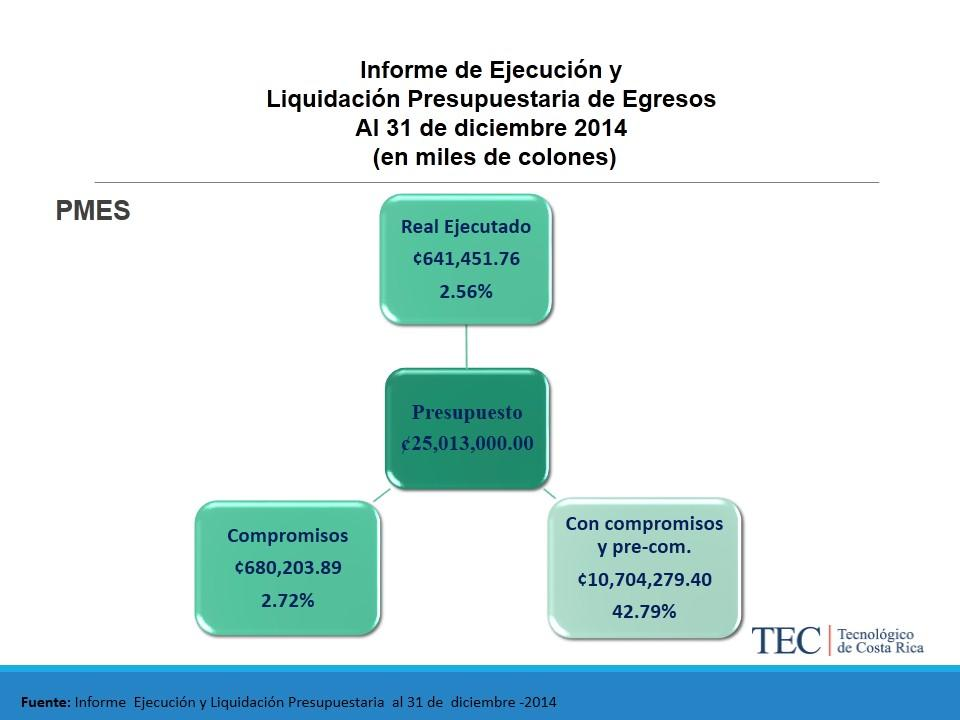 Informe de Ejecución y
Liquidación Presupuestaria de Egresos
Al 31 de diciembre 2014
(en miles de colones)
PMES
Real Ejecutado
¢641,451.76
2.56%
Presupuesto
¢25,013,000.00
Compromisos
¢680,203.89
2.72%
Con compromisos
y pre-com.
¢10,704,279.40
42.79%
TEC | Tecnológico
de Costa Rica
Fuente: Informe Ejecución y Liquidación Presupuestaria al 31 de diciembre -2014